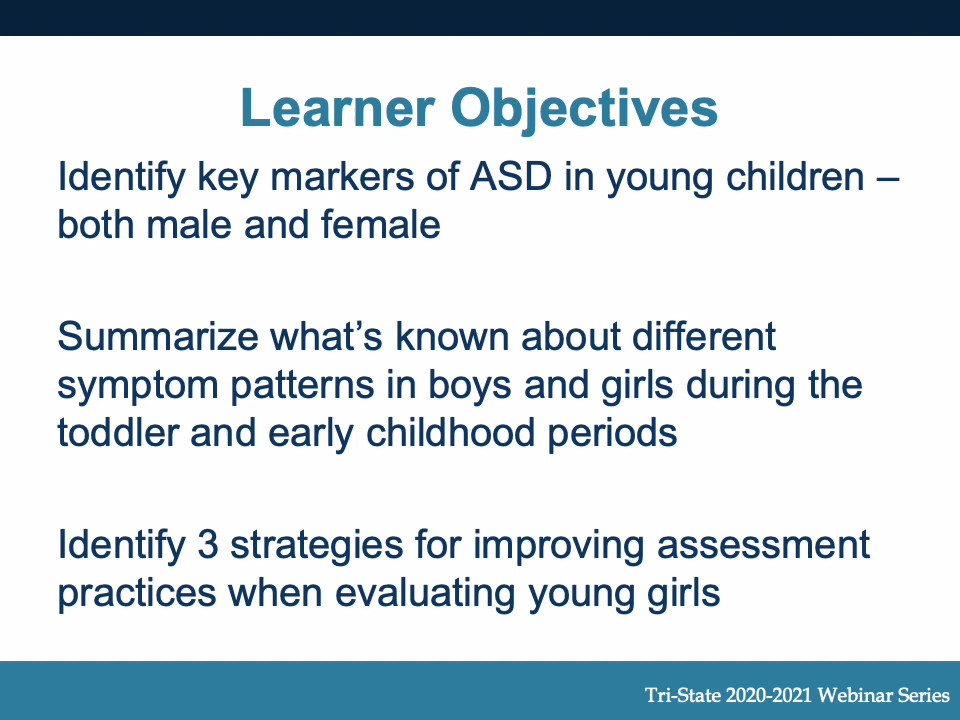 Learner Objectives
Identify key markers of ASD in young children –
both male and female
Summarize what’s known about different
symptom patterns in boys and girls during the
toddler and early childhood periods
Identify 3 strategies for improving assessment
practices when evaluating young girls
Tri-State 2020-2021 Webinar Series